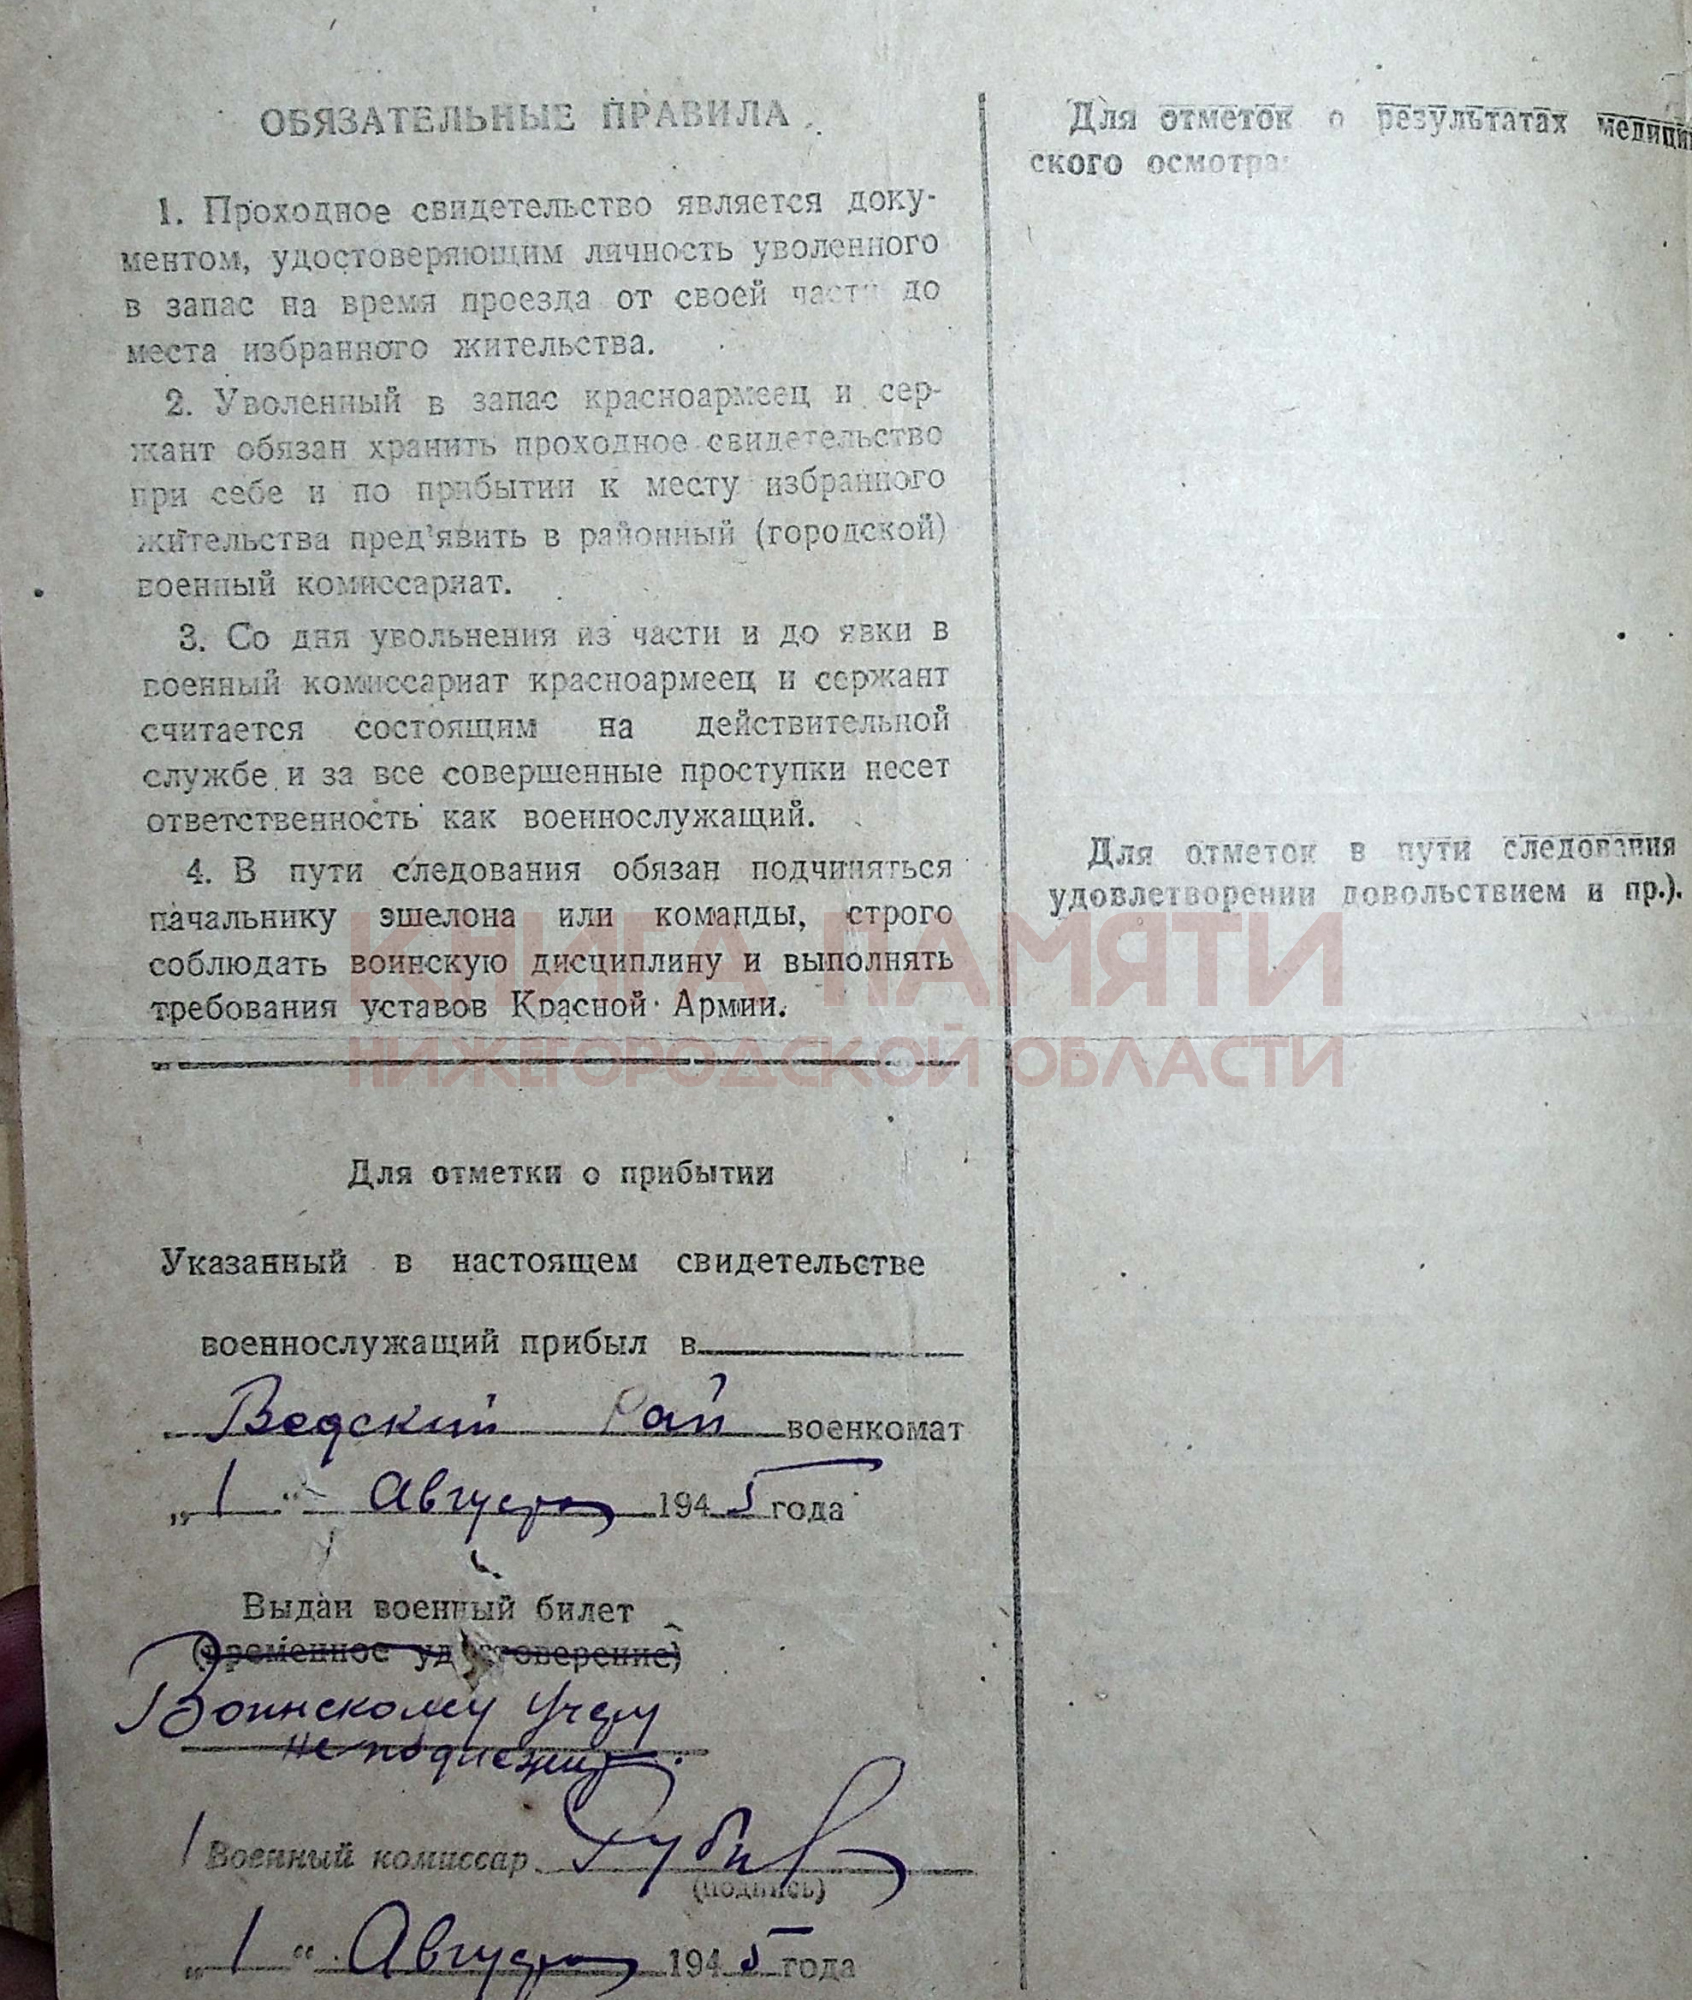 ОБЯЗАТЕЛЬНЫЕ ПРАВИЛА
1. Проходное свидетельство является доку-
ментом, удостоверяющим личность уволенного
в запас на время проезда от своей части до
места избранного жительства.
2. Уволенный в запас красноармеец и сер-
жант обязан хранить проходное свидетельство
при себе и по прибытии к месту избранного
жительства пред'явить в районный (городской)
военный комиссариат.
3. Со дня увольнения из части и до явки в
военный комиссариат красноармеец и сержант
считается состоящим на действительной
службе и за все совершенные проступки несет
ответственность как военнослужащий.
4. В пути следования обязан подчиняться
начальнику эшелона или команды, строго
соблюдать воинскую дисциплину и выполнять
требования уставов Красной Армии.
Для отметки о прибытии
Указанный в настоящем свидетельстве
военнослужащий прибыл в
Вадский Рай военкомат
„1“ Августа 1945 года
Выдан военный билет
(временное удостоверение)
Воинскому учету
не подлежит.
Военный комиссар
(подпись)
„1“ Августа 1945 года
Для отметок о результатах медицин
ского осмотра:
Для отметок в пути следования
удовлетворении довольствием и пр.).
КНИГА ПАМЯТИ
НИЖЕГОРОДСКОЙ ОБЛАСТИ